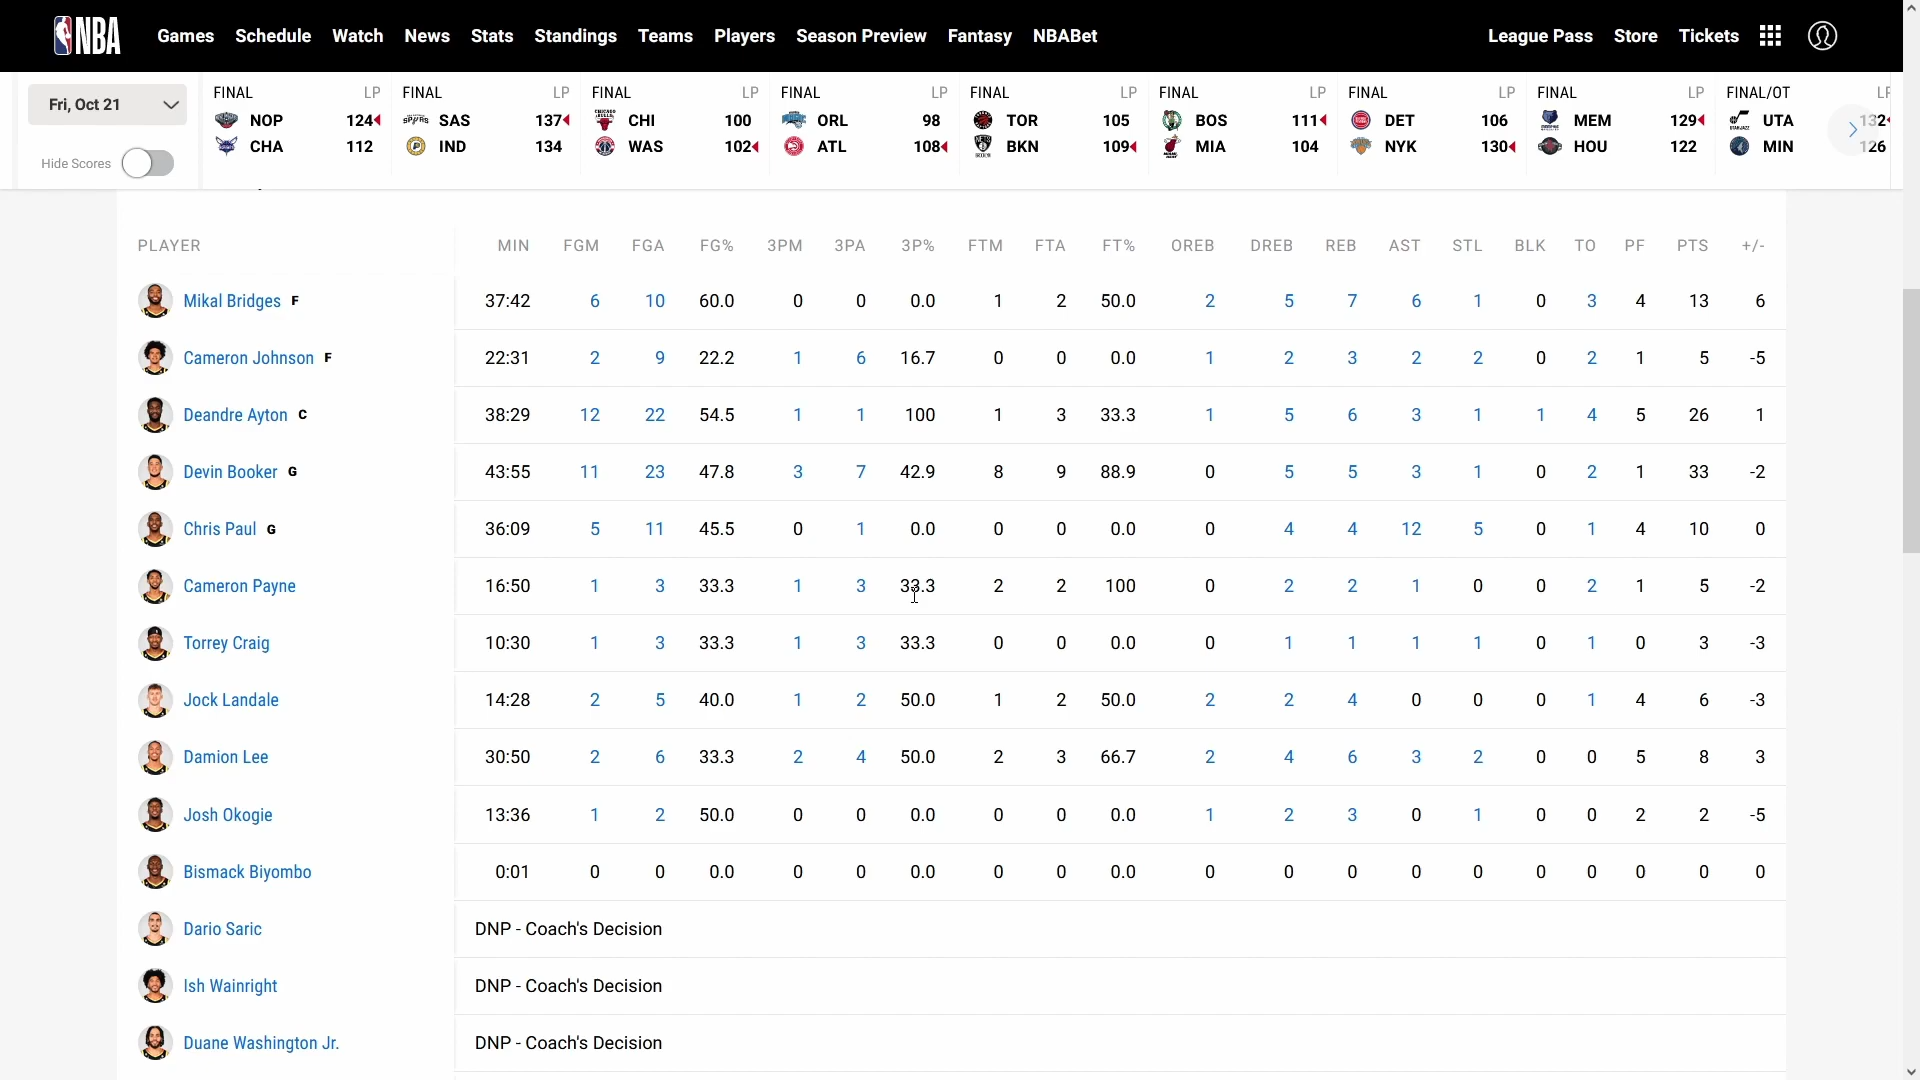 NBA Games Schedule Watch News Stats Standings Teams Players Season Preview Fantasy NBABet League Pass Store Tickets
Fri, Oct 21
Hide Scores
FINAL LP
NOP 124
CHA 112
FINAL LP
SAS 137
IND 134
FINAL LP
CHI 100
WAS 102
FINAL LP
ORL 98
ATL 108
FINAL LP
TOR 105
BKN 109
FINAL LP
BOS 111
MIA 104
FINAL LP
DET 106
NYK 130
FINAL LP
MEM 129
HOU 122
FINAL/OT LP
UTA 132
MIN 126
PLAYER MIN FGM FGA FG% 3PM 3PA 3P% FTM FTA FT% OREB DREB REB AST STL BLK TO PF PTS +/-
Mikal Bridges F 37:42 6 10 60.0 0 0 0.0 1 2 50.0 2 5 7 6 1 0 3 4 13 6
Cameron Johnson F 22:31 2 9 22.2 1 6 16.7 0 0 0.0 1 2 3 2 2 0 2 1 5 -5
Deandre Ayton C 38:29 12 22 54.5 1 1 100 1 3 33.3 1 5 6 3 1 1 4 5 26 1
Devin Booker G 43:55 11 23 47.8 3 7 42.9 8 9 88.9 0 5 5 3 1 0 2 1 33 -2
Chris Paul G 36:09 5 11 45.5 0 1 0.0 0 0 0.0 0 4 4 12 5 0 1 4 10 0
Cameron Payne 16:50 1 3 33.3 1 3 33.3 2 2 100 0 2 2 1 0 0 2 1 5 -2
Torrey Craig 10:30 1 3 33.3 1 3 33.3 0 0 0.0 0 1 1 1 1 0 1 0 3 -3
Jock Landale 14:28 2 5 40.0 1 2 50.0 1 2 50.0 2 2 4 0 0 0 1 4 6 -3
Damion Lee 30:50 2 6 33.3 2 4 50.0 2 3 66.7 2 4 6 3 2 0 0 5 8 3
Josh Okogie 13:36 1 2 50.0 0 0 0.0 0 0 0.0 1 2 3 0 1 0 0 2 2 -5
Bismack Biyombo 0:01 0 0 0.0 0 0 0.0 0 0 0.0 0 0 0 0 0 0 0 0 0 0
Dario Saric DNP - Coach's Decision
Ish Wainright DNP - Coach's Decision
Duane Washington Jr. DNP - Coach's Decision